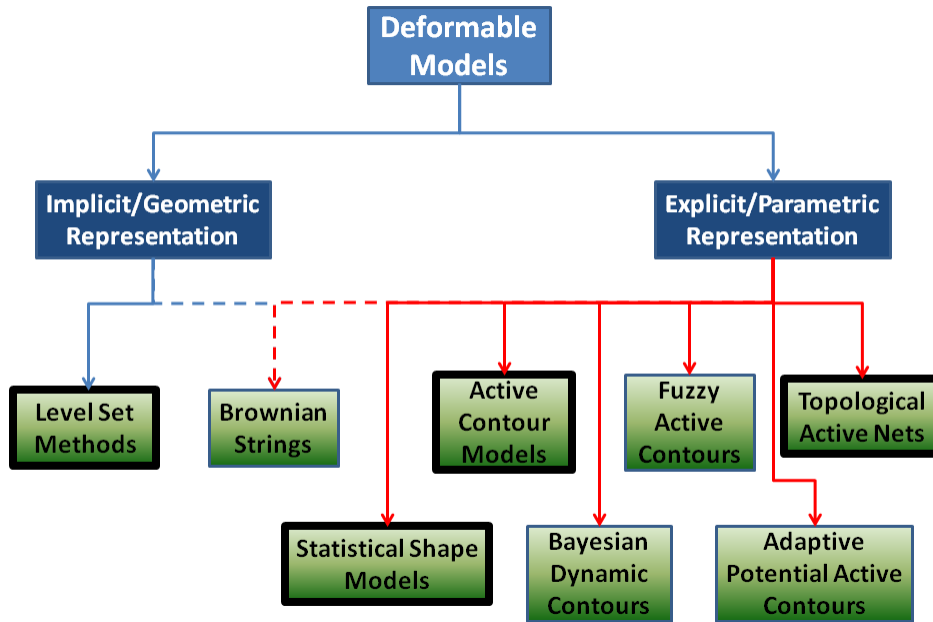 Deformable
Models
Implicit/Geometric
Representation
Explicit/Parametric
Representation
Level Set
Methods
Brownian
Strings
Active
Contour
Models
Fuzzy
Active
Contours
Topological
Active Nets
Statistical Shape
Models
Bayesian
Dynamic
Contours
Adaptive
Potential Active
Contours